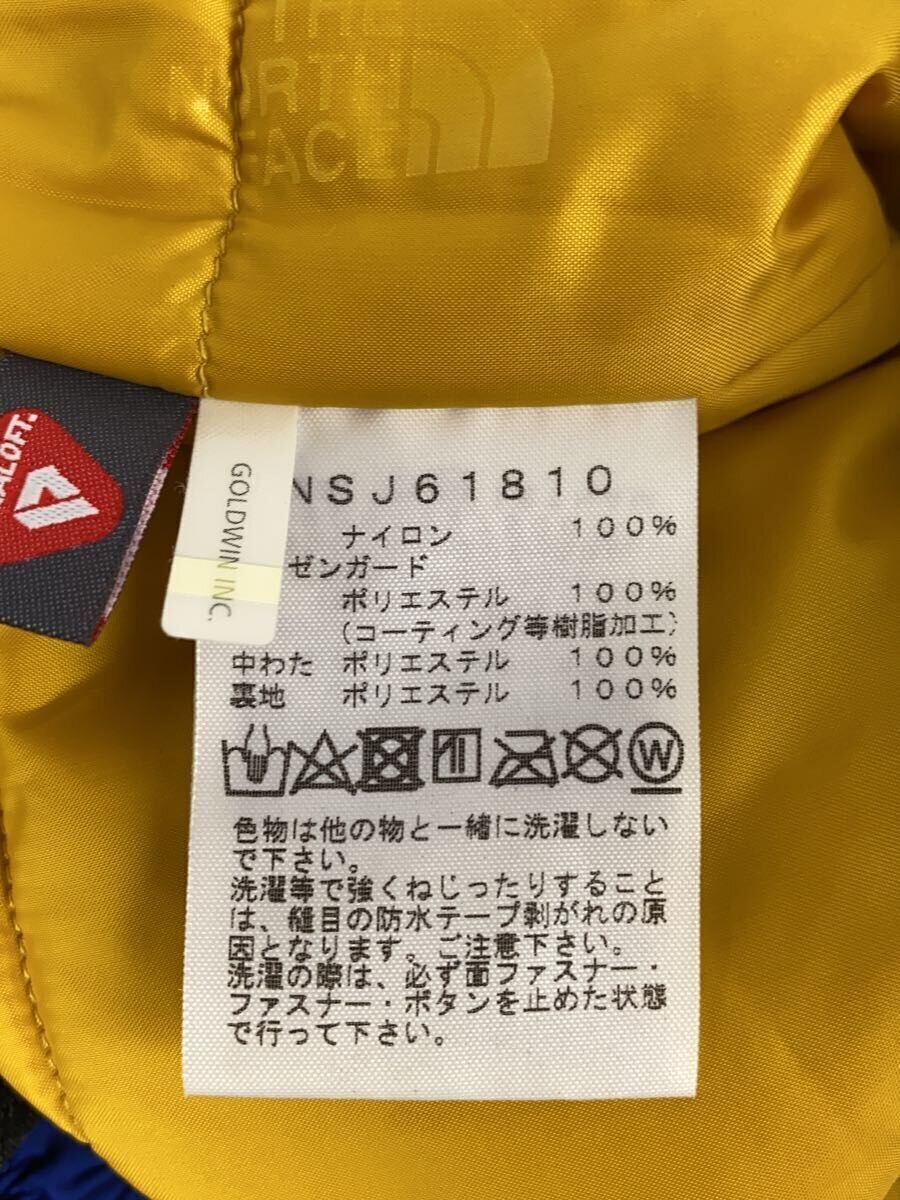 THE
NORTH
FACE
ALOFT.
GOLDWIN INC.
NSJ61810
ナイロン 100%
ゼンガード
ポリエステル 100%
(コーティング等樹脂加工)
中わた ポリエステル 100%
裏地 ポリエステル 100%
W
色物は他の物と一緒に洗濯しない
で下さい。
洗濯等で強くねじったりすること
は、縫目の防水テープ剥がれの原
因となります。ご注意下さい。
洗濯の際は、必ず面ファスナー・
ファスナー・ボタンを止めた状態
で行って下さい。